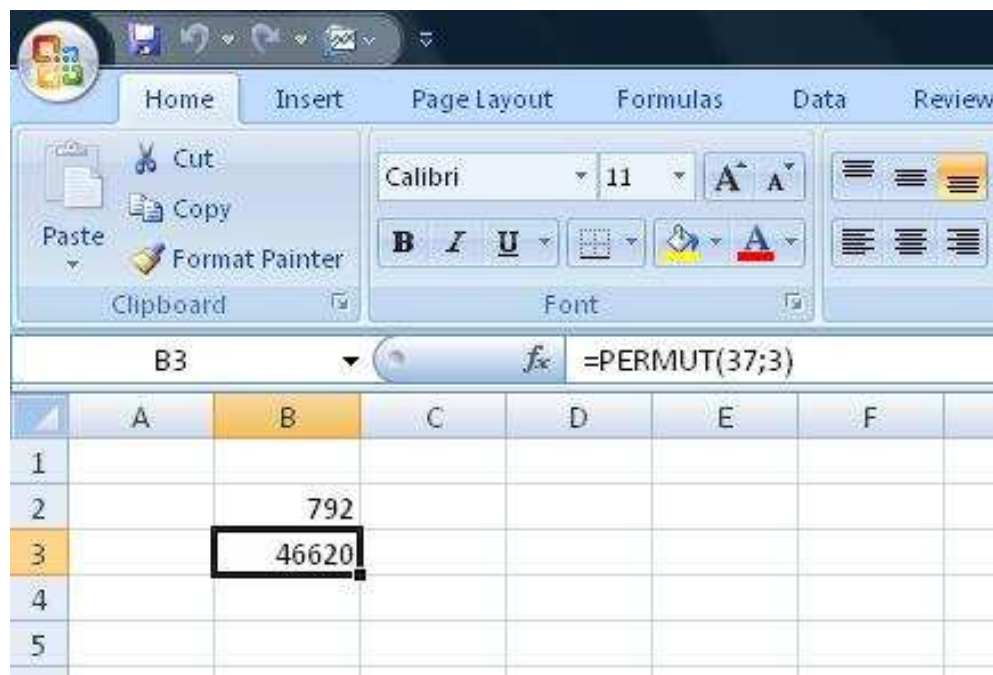 Home Insert Page Layout Formulas Data Review
Cut
Calibri 11 A A
Copy
Paste
B I U A
Format Painter
Clipboard Font
B3 fx =PERMUT(37;3)
A B C D E F
1
2 792
3 46620
4
5